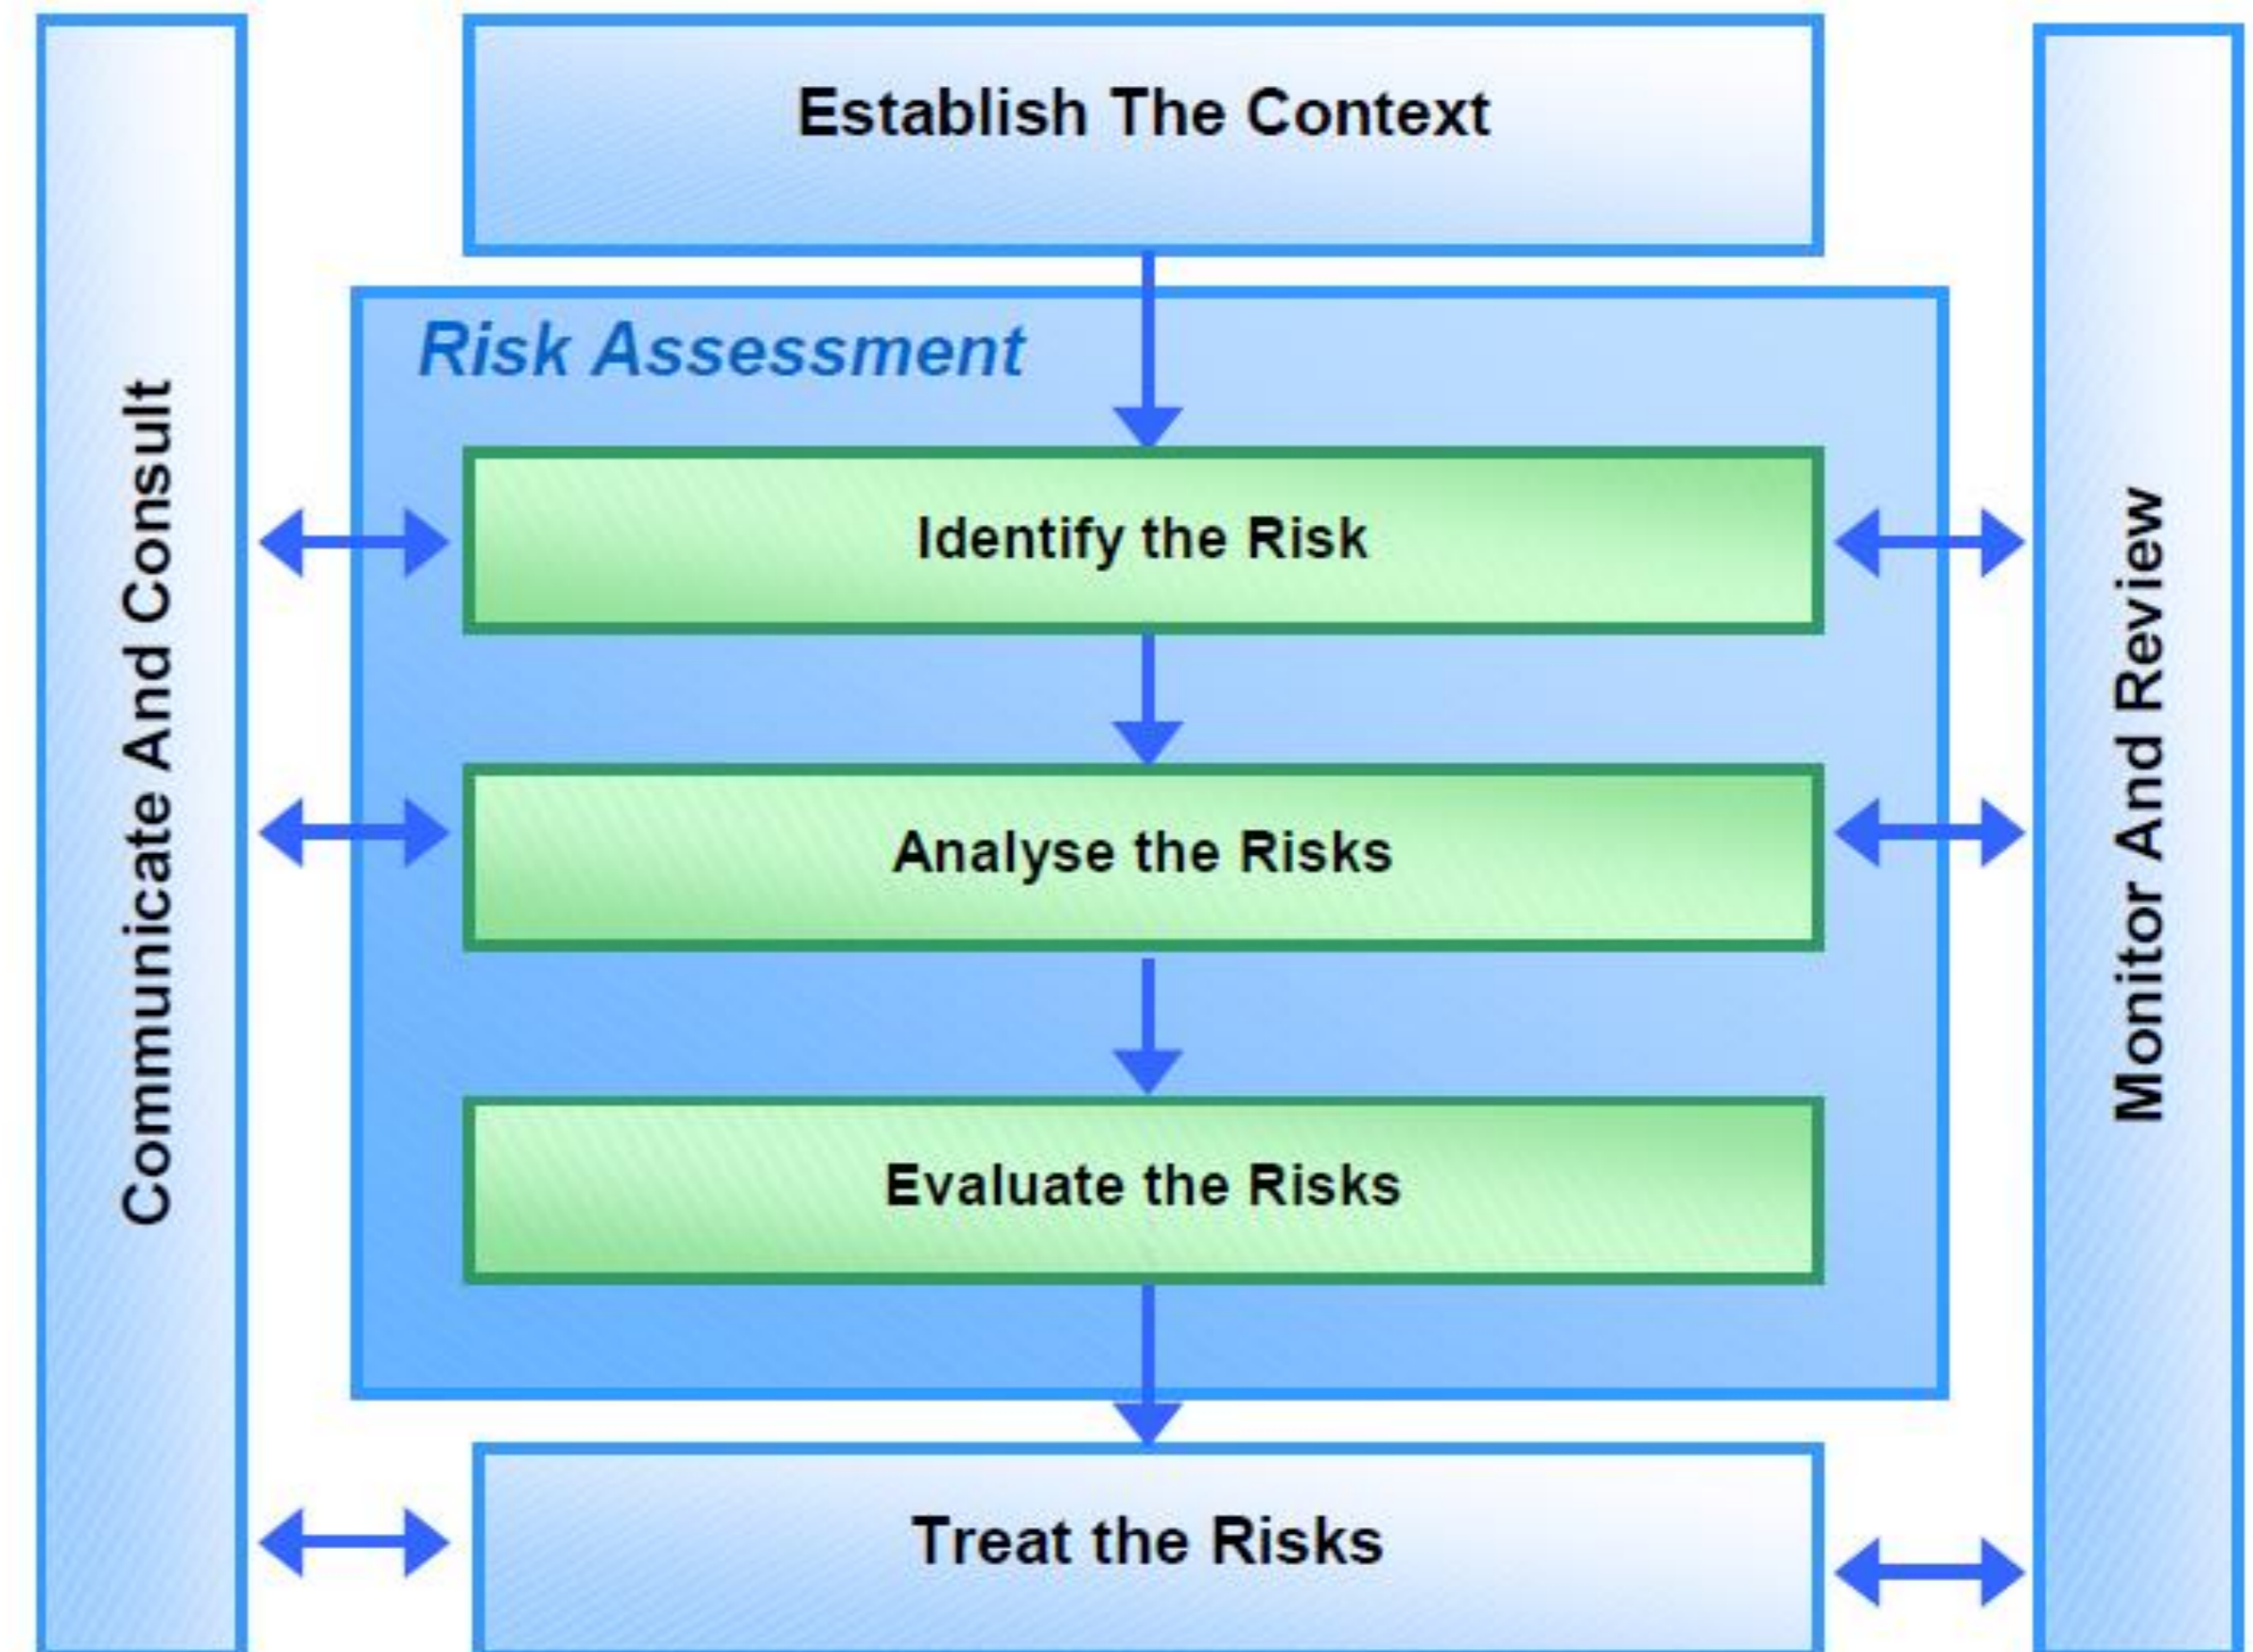 Establish The Context
Risk Assessment
Communicate And Consult
Identify the Risk
Analyse the Risks
Evaluate the Risks
Monitor And Review
Treat the Risks